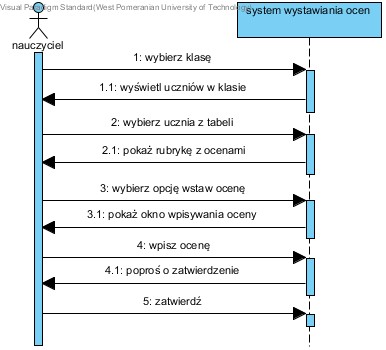 Visual Paradigm Standard(West Pomeranian University of Technology)
system wystawiania ocen
nauczyciel
1: wybierz klasę
1.1: wyświetl uczniów w klasie
2: wybierz ucznia z tabeli
2.1: pokaż rubrykę z ocenami
3: wybierz opcję wstaw ocenę
3.1: pokaż okno wpisywania oceny
4: wpisz ocenę
4.1: poproś o zatwierdzenie
5: zatwierdź